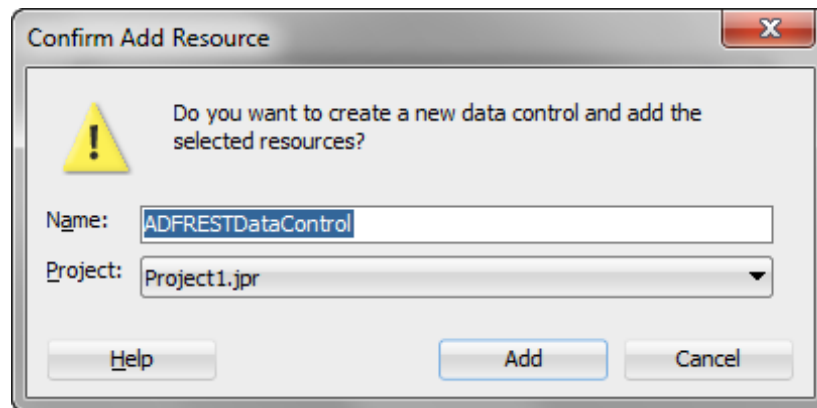 Confirm Add Resource
Do you want to create a new data control and add the
selected resources?
Name: ADFRESTDataControl
Project: Project1.jpr
Help Add Cancel